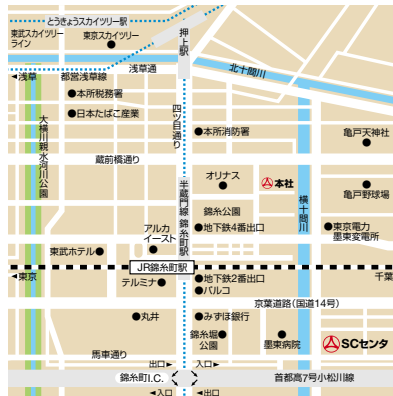 とうきょうスカイツリー駅
東武スカイツリー
ライン
東京スカイツリー
押上駅
浅草通
北十間川
◀浅草
都営浅草線
●本所税務署
●日本たばこ産業
四ツ目通り
●本所消防署
大横川親水河川公園
亀戸天神社
蔵前橋通り
オリナス
本社
半蔵門線 錦糸町駅
亀戸野球場
錦糸公園
横十間川
アルカ
イースト
●地下鉄4番出口
●東京電力
墨東変電所
東武ホテル●
JR錦糸町駅
◀東京
千葉
テルミナ●
●地下鉄2番出口
●パルコ
京葉道路(国道14号)
●丸井
●みずほ銀行
錦糸堀●
公園
墨東病院
SCセンタ
馬車通り
出口►
入口►
錦糸町I.C.
首都高7号小松川線
◄入口
◄出口